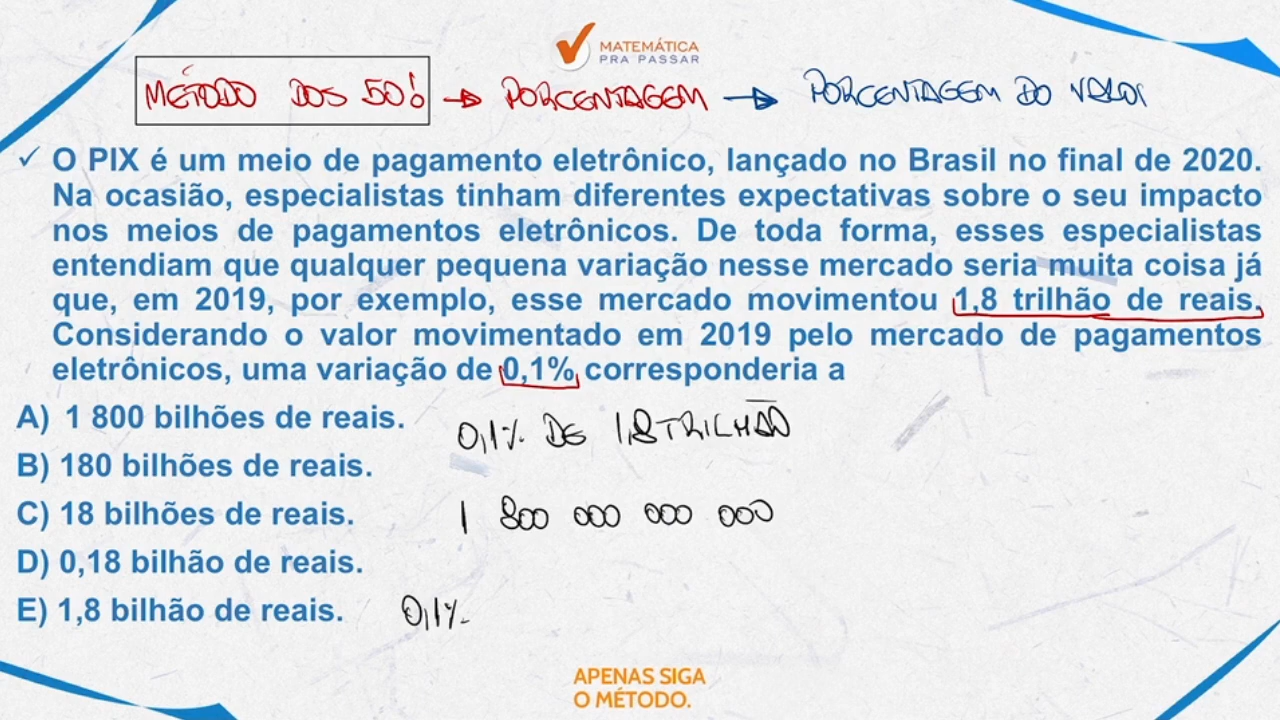 MATEMÁTICA
PRA PASSAR
MÉTODO DOS 50! → PORCENTAGEM → PORCENTAGEM DO VALOR
✓ O PIX é um meio de pagamento eletrônico, lançado no Brasil no final de 2020.
Na ocasião, especialistas tinham diferentes expectativas sobre o seu impacto
nos meios de pagamentos eletrônicos. De toda forma, esses especialistas
entendiam que qualquer pequena variação nesse mercado seria muita coisa já
que, em 2019, por exemplo, esse mercado movimentou 1,8 trilhão de reais.
Considerando o valor movimentado em 2019 pelo mercado de pagamentos
eletrônicos, uma variação de 0,1% corresponderia a
A) 1 800 bilhões de reais.
0,1% DE 1,8 TRILHÃO
B) 180 bilhões de reais.
C) 18 bilhões de reais.
1 800 000 000 000
D) 0,18 bilhão de reais.
E) 1,8 bilhão de reais.
0,1%
APENAS SIGA
O MÉTODO.